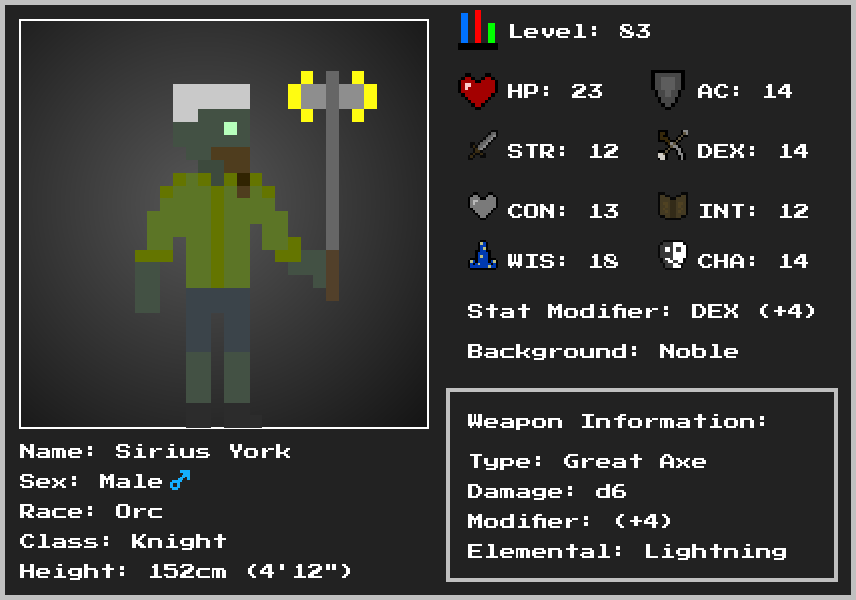 Level: 83
HP: 23 AC: 14
STR: 12 DEX: 14
CON: 13 INT: 12
WIS: 18 CHA: 14
Stat Modifier: DEX (+4)
Background: Noble
Weapon Information:
Type: Great Axe
Damage: d6
Modifier: (+4)
Elemental: Lightning
Name: Sirius York
Sex: Male♂
Race: Orc
Class: Knight
Height: 152cm (4'12")